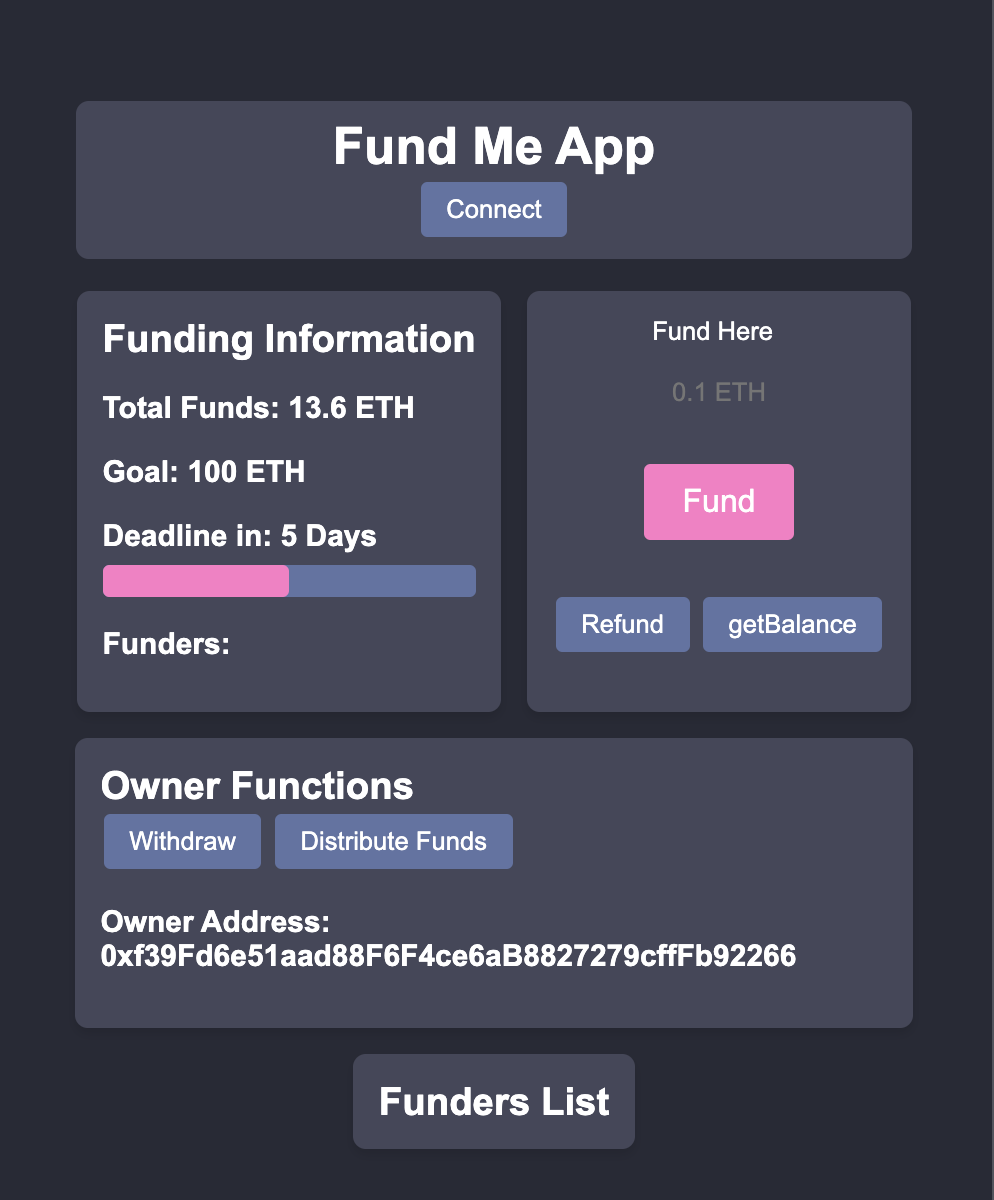 Fund Me App
Connect
Funding Information
Total Funds: 13.6 ETH
Goal: 100 ETH
Deadline in: 5 Days
Funders:
Fund Here
0.1 ETH
Fund
Refund
getBalance
Owner Functions
Withdraw
Distribute Funds
Owner Address:
0xf39Fd6e51aad88F6F4ce6aB8827279cffFb92266
Funders List